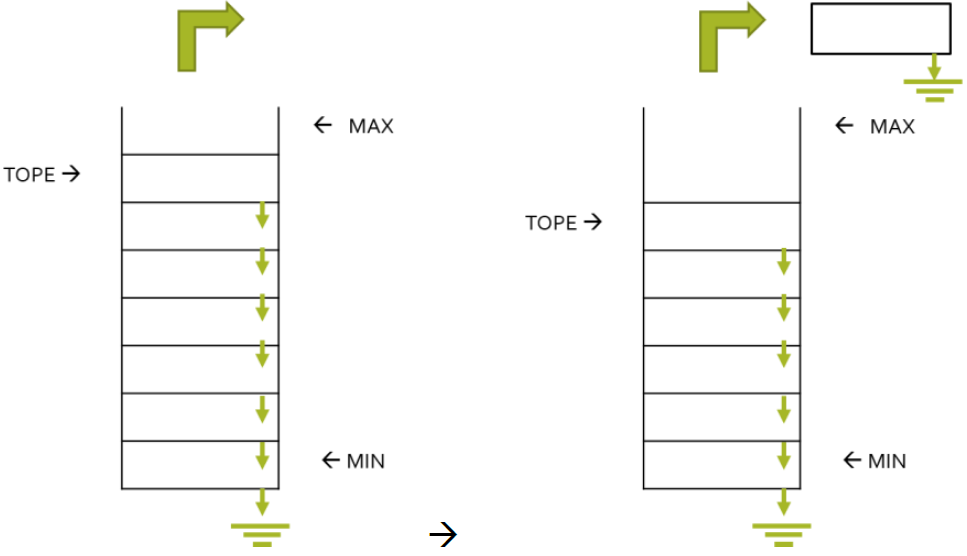 ← MAX
← MAX
TOPE →
TOPE →
← MIN
← MIN
→